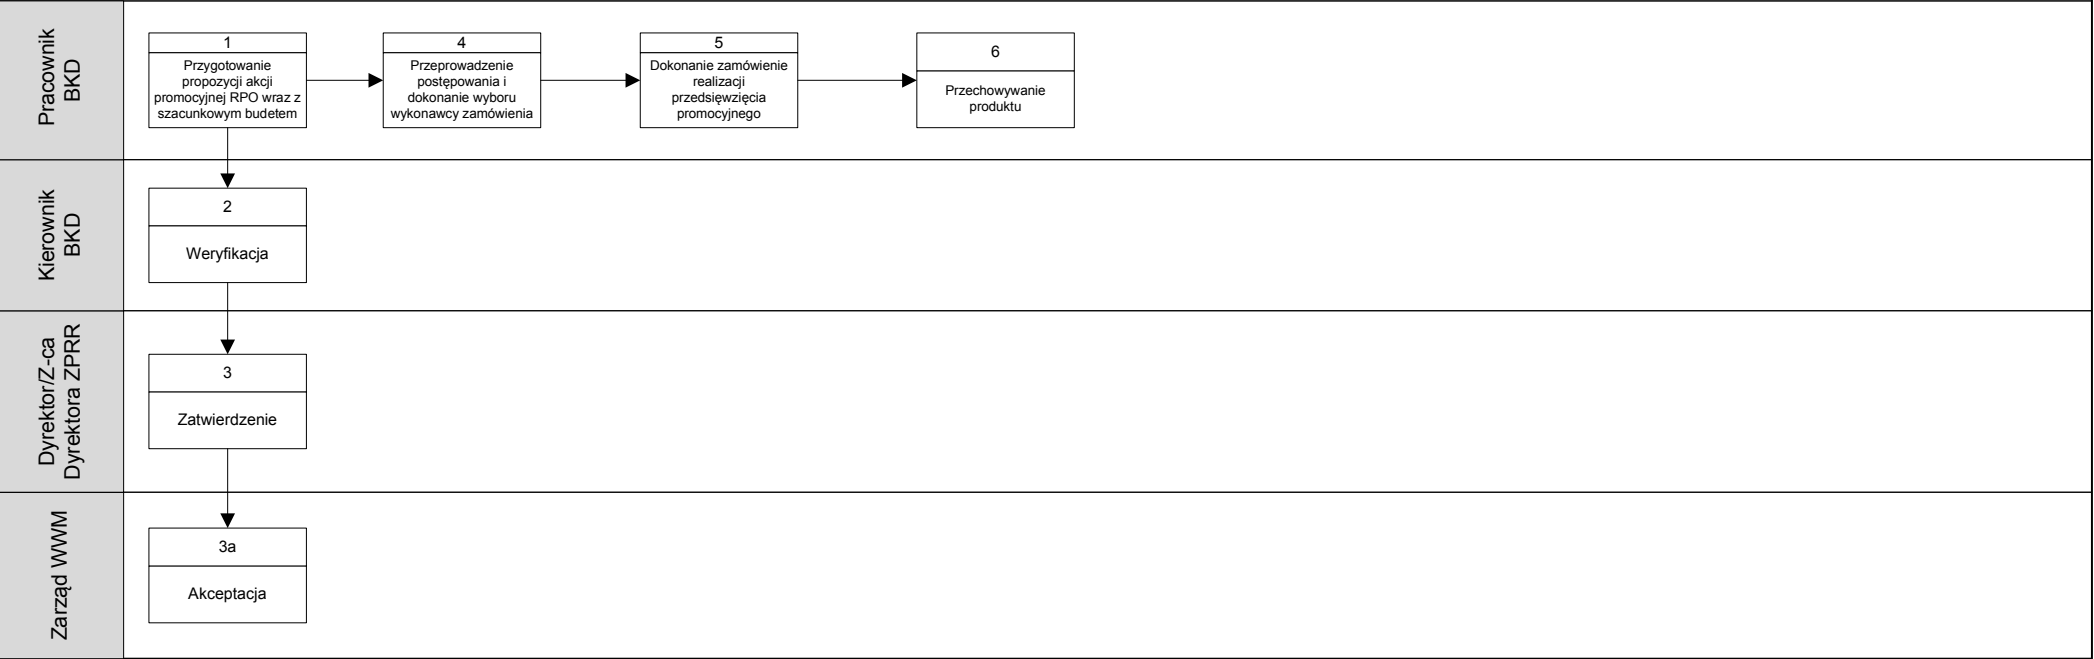 Pracownik
BKD
1
Przygotowanie
propozycji akcji
promocyjnej RPO wraz z
szacunkowym budetem
4
Przeprowadzenie
postępowania i
dokonanie wyboru
wykonawcy zamówienia
5
Dokonanie zamówienie
realizacji
przedsięwzięcia
promocyjnego
6
Przechowywanie
produktu
Kierownik
BKD
2
Weryfikacja
Dyrektor/Z-ca
Dyrektora ZPRR
3
Zatwierdzenie
Zarząd WWM
3a
Akceptacja